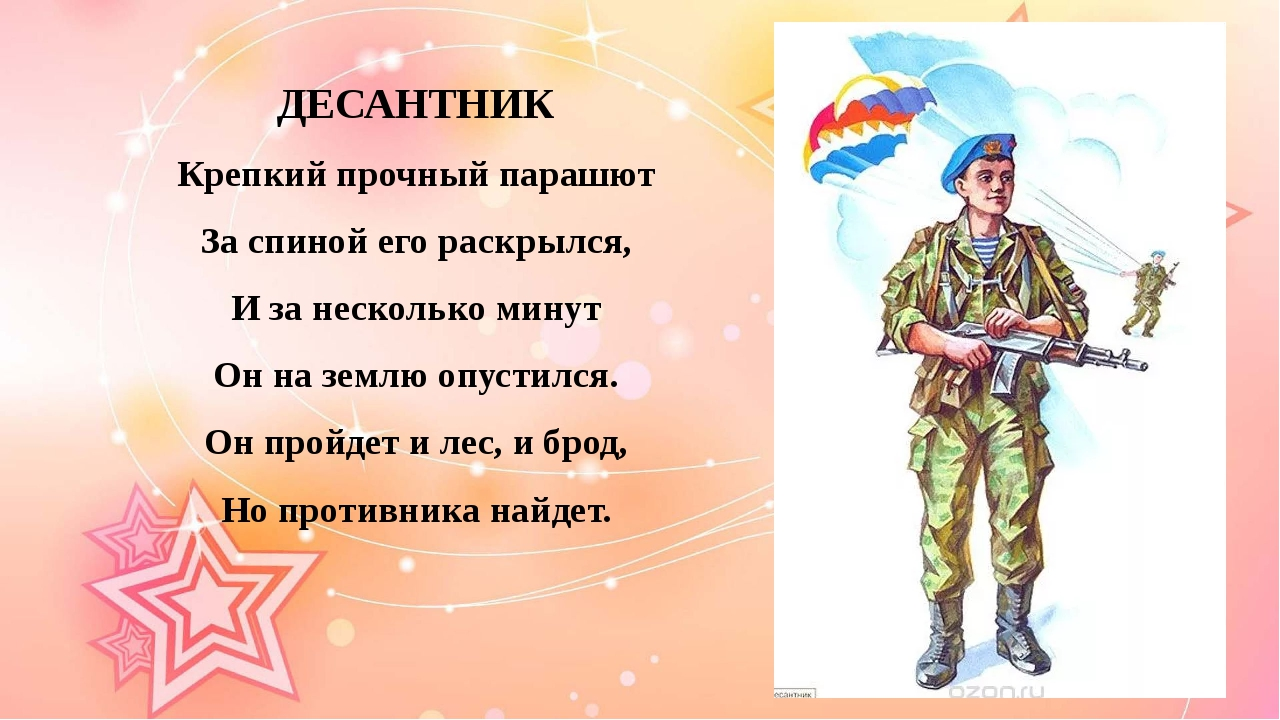 ДЕСАНТНИК
Крепкий прочный парашют
За спиной его раскрылся,
И за несколько минут
Он на землю опустился.
Он пройдет и лес, и брод,
Но противника найдет.
есантник
ozon.ru